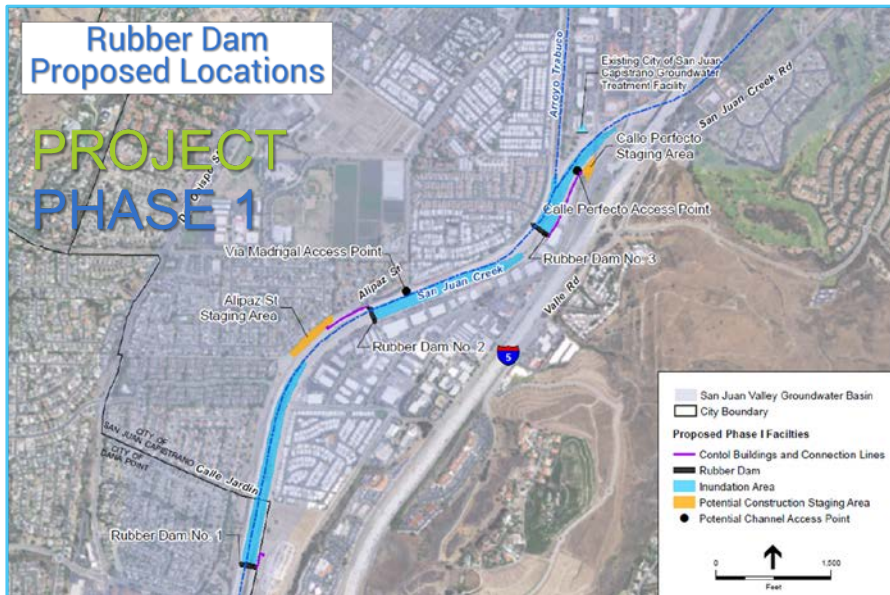 Rubber Dam
Proposed Locations
PROJECT
PHASE 1
Arroyo Trabuco
Existing City of San Juan
Capistrano Groundwater
Treatment Facility
San Juan Creek Rd
Calle Perfecto
Staging Area
Calle Perfecto Access Point
Via Madrigal Access Point
Rubber Dam No. 3
Alipaz St
San Juan Creek
Valle Rd
Alipaz St
Staging Area
Rubber Dam No. 2
5
CITY OF
SAN JUAN CAPISTRANO
CITY OF
DANA POINT
Calle Jardin
Rubber Dam No. 1
San Juan Valley Groundwater Basin
City Boundary
Proposed Phase I Facilties
Contol Buildings and Connection Lines
Rubber Dam
Inundation Area
Potential Construction Staging Area
Potential Channel Access Point
0 1,500
Feet